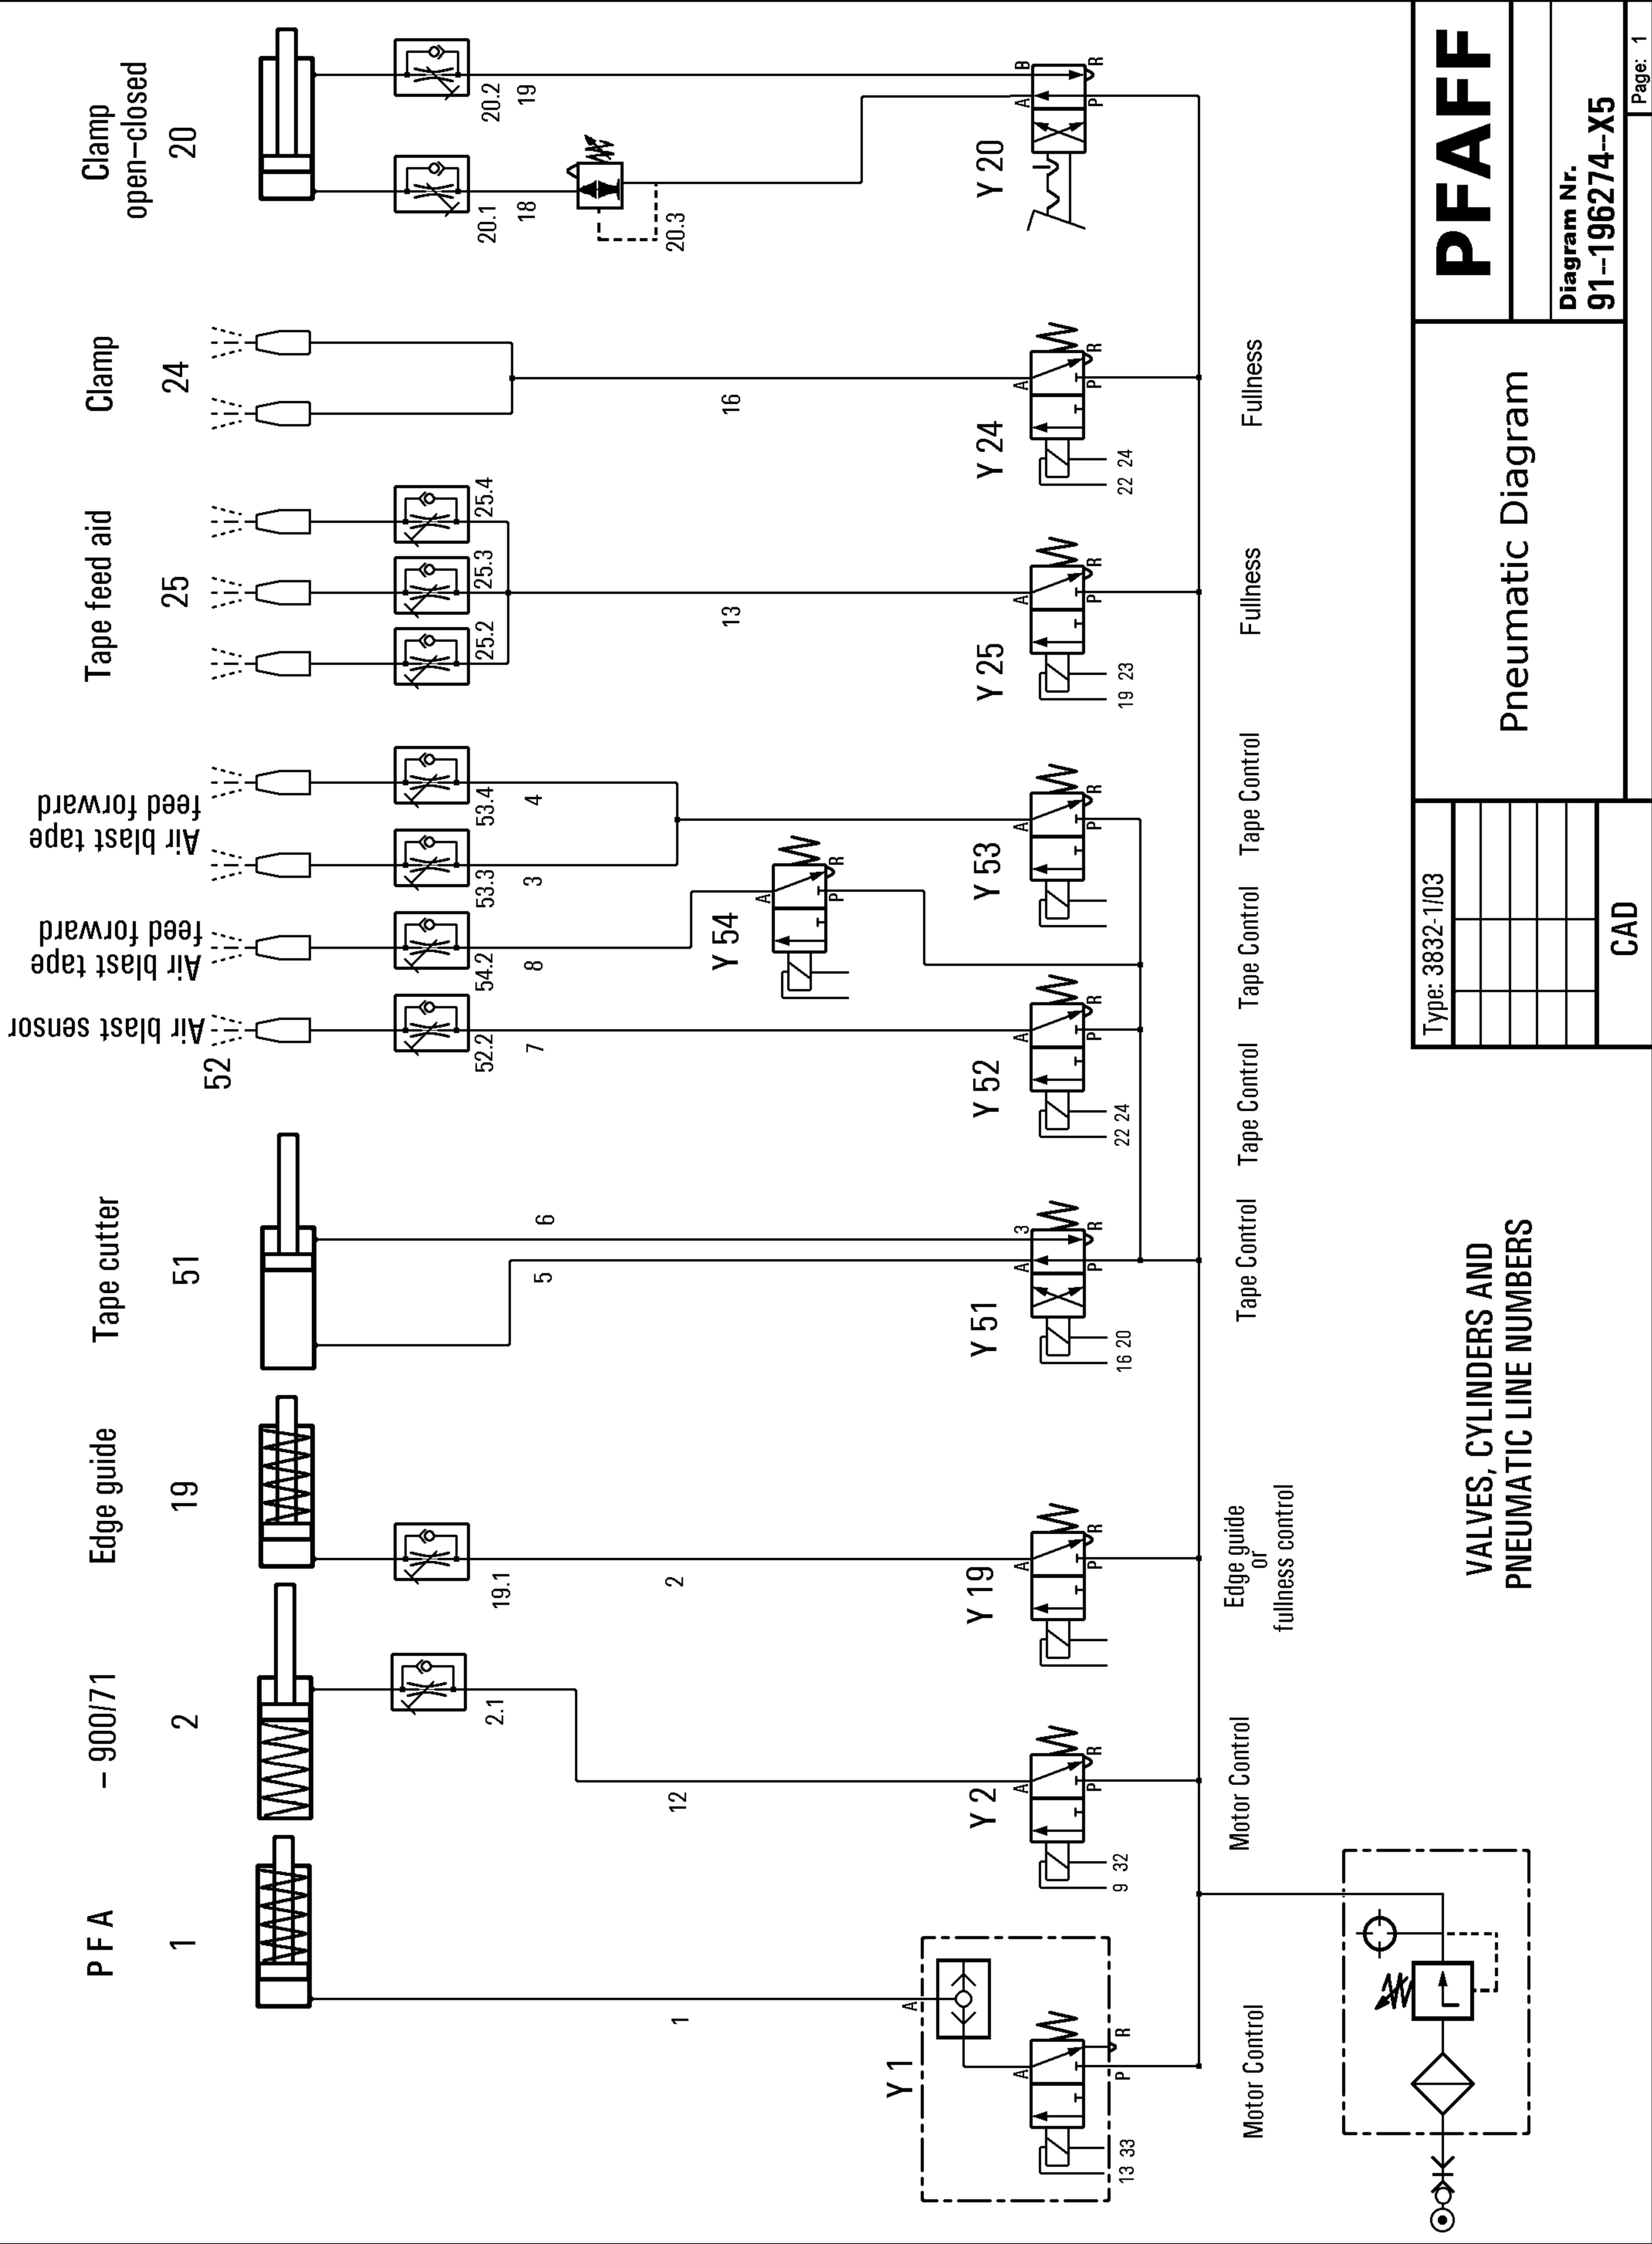 P F A
1
– 900/71
2
Edge guide
19
Tape cutter
51
52
Air blast sensor
Air blast tape
feed forward
Air blast tape
feed forward
Tape feed aid
25
Clamp
24
Clamp
open–closed
20
2.1
19.1
52.2
54.2
53.3
53.4
25.2
25.3
25.4
20.1
20.2
1
12
2
5
6
7
8
3
4
13
16
18
19
20.3
Y 54
A
P
R
Y 1
A
A
P
R
13 33
Y 2
A
P
R
9 32
Y 19
A
P
R
Y 51
A
3
P
R
16 20
Y 52
A
P
R
22 24
Y 53
A
P
R
Y 25
A
P
R
19 23
Y 24
A
P
R
22 24
Y 20
A
B
P
R
Motor Control
Motor Control
Edge guide
or
fullness control
Tape Control
Tape Control
Tape Control
Tape Control
Fullness
Fullness
VALVES, CYLINDERS AND
PNEUMATIC LINE NUMBERS
Type: 3832-1/03
CAD
Pneumatic Diagram
PFAFF
Diagram Nr.
91--196274--X5
Page: 1